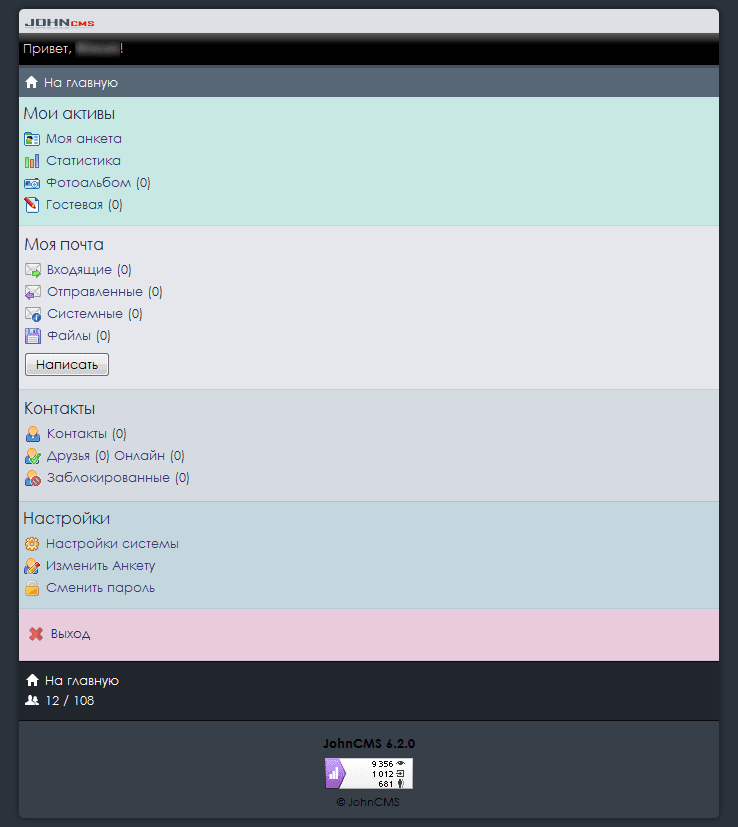 JOHNCMS
Привет, !
На главную
Мои активы
Моя анкета
Статистика
Фотоальбом (0)
Гостевая (0)
Моя почта
Входящие (0)
Отправленные (0)
Системные (0)
Файлы (0)
Написать
Контакты
Контакты (0)
Друзья (0) Онлайн (0)
Заблокированные (0)
Настройки
Настройки системы
Изменить Анкету
Сменить пароль
Выход
На главную
12 / 108
JohnCMS 6.2.0
9 356
1 012
681
© JohnCMS